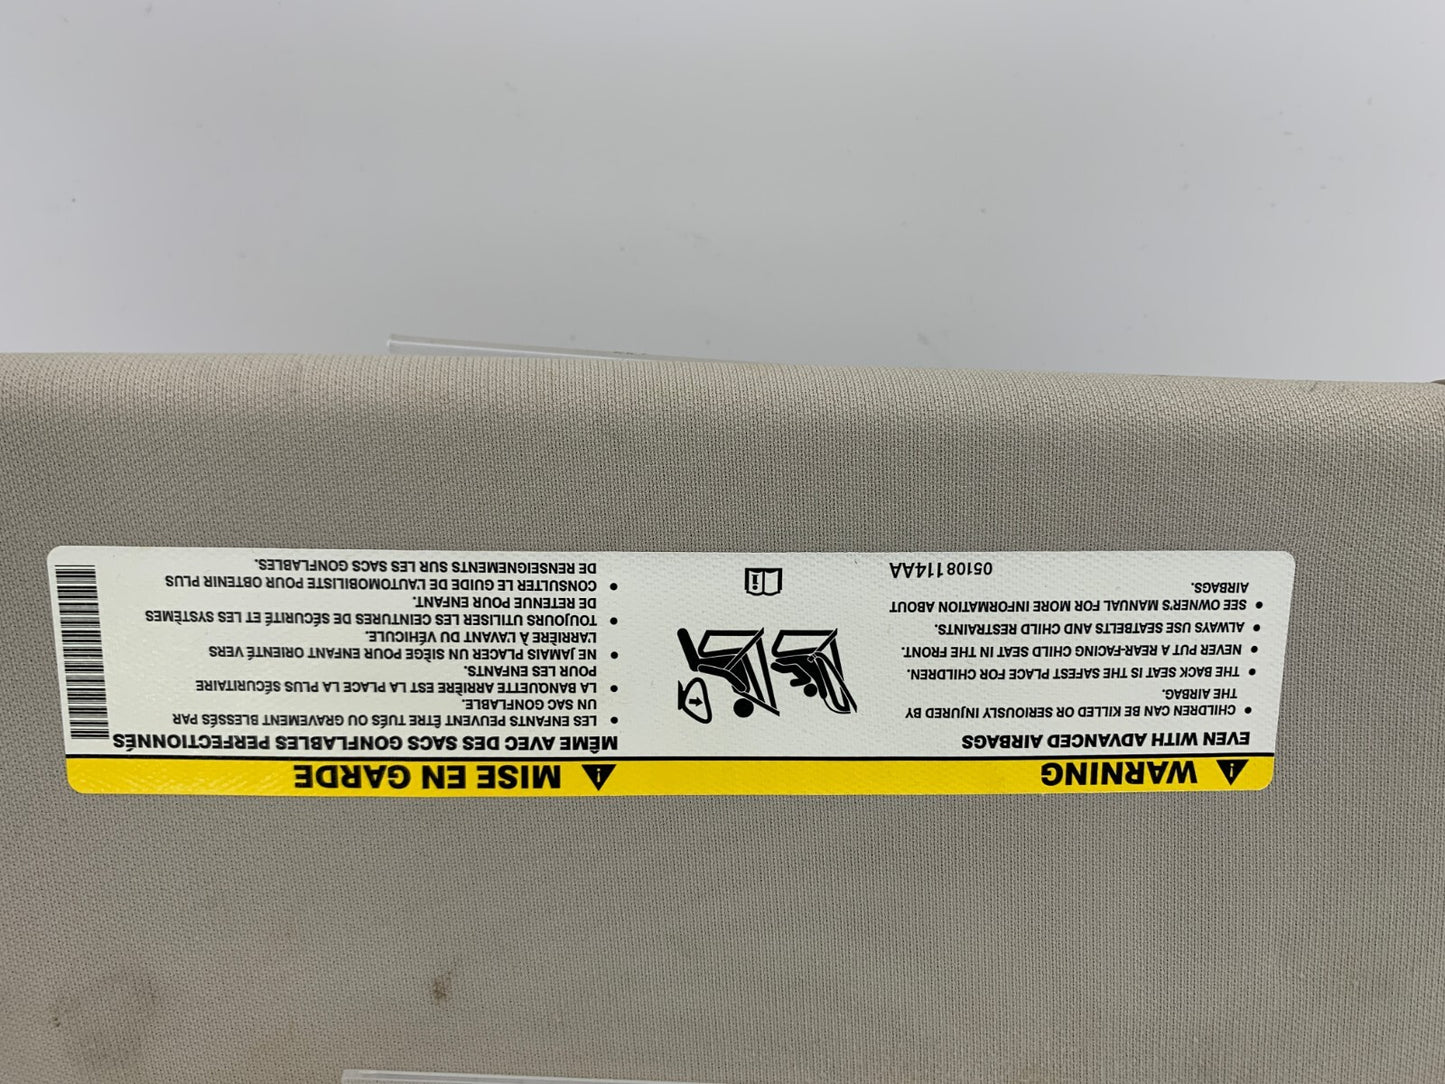 WARNING
EVEN WITH ADVANCED AIRBAGS
• CHILDREN CAN BE KILLED OR SERIOUSLY INJURED BY
THE AIRBAG.
• THE BACK SEAT IS THE SAFEST PLACE FOR CHILDREN.
• NEVER PUT A REAR-FACING CHILD SEAT IN THE FRONT.
• ALWAYS USE SEATBELTS AND CHILD RESTRAINTS.
• SEE OWNER'S MANUAL FOR MORE INFORMATION ABOUT
AIRBAGS.
05108114AA
MISE EN GARDE
MÊME AVEC DES SACS GONFLABLES PERFECTIONNÉS
• LES ENFANTS PEUVENT ÊTRE TUÉS OU GRAVEMENT BLESSÉS PAR
UN SAC GONFLABLE.
• LA BANQUETTE ARRIÈRE EST LA PLACE LA PLUS SÉCURITAIRE
POUR LES ENFANTS.
• NE JAMAIS PLACER UN SIÈGE POUR ENFANT ORIENTÉ VERS
L'ARRIÈRE À L'AVANT DU VÉHICULE.
• TOUJOURS UTILISER LES CEINTURES DE SÉCURITÉ ET LES SYSTÈMES
DE RETENUE POUR ENFANT.
• CONSULTER LE GUIDE DE L'AUTOMOBILISTE POUR OBTENIR PLUS
DE RENSEIGNEMENTS SUR LES SACS GONFLABLES.